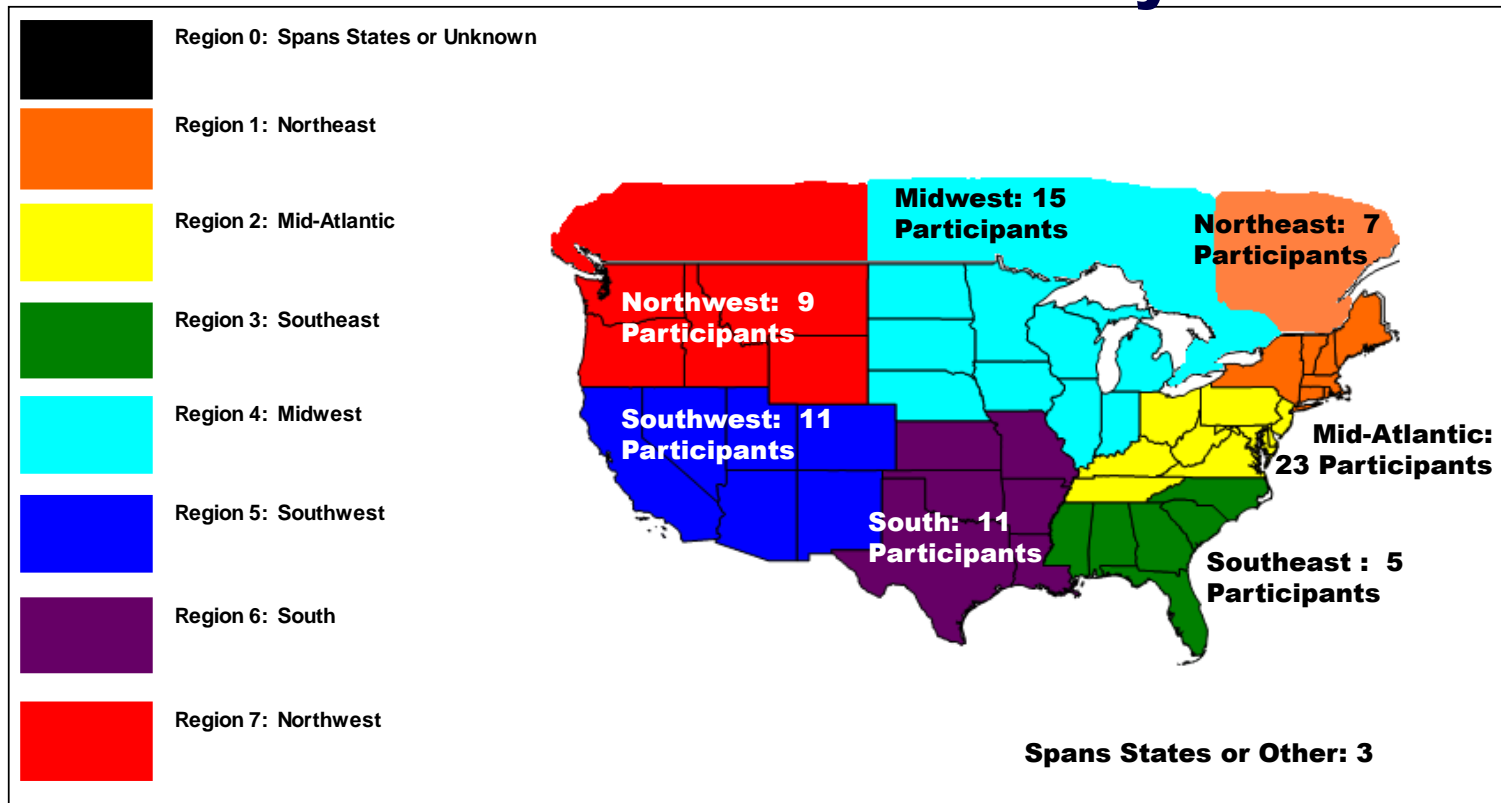 Region 0: Spans States or Unknown
Region 1: Northeast
Region 2: Mid-Atlantic
Region 3: Southeast
Region 4: Midwest
Region 5: Southwest
Region 6: South
Region 7: Northwest
Midwest: 15
Participants
Northeast: 7
Participants
Northwest: 9
Participants
Southwest: 11
Participants
Mid-Atlantic:
23 Participants
South: 11
Participants
Southeast : 5
Participants
Spans States or Other: 3